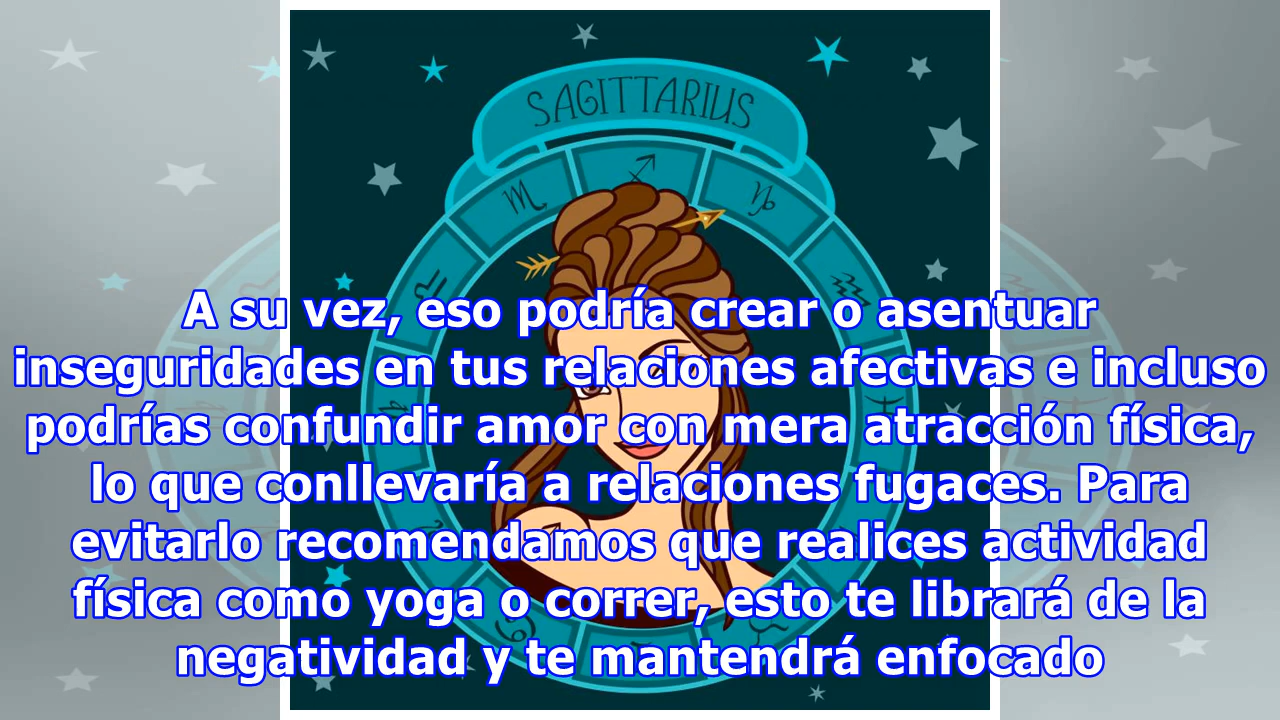 SAGITTARIUS
A su vez, eso podría crear o asentuar
inseguridades en tus relaciones afectivas e incluso
podrías confundir amor con mera atracción física,
lo que conllevaría a relaciones fugaces. Para
evitarlo recomendamos que realices actividad
física como yoga o correr, esto te librará de la
negatividad y te mantendrá enfocado